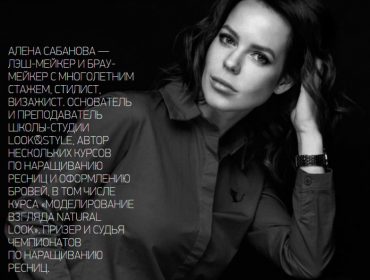 АЛЕНА САБАНОВА —
ЛЭШ-МЕЙКЕР И БРАУ-
МЕЙКЕР С МНОГОЛЕТНИМ
СТАЖЕМ, СТИЛИСТ,
ВИЗАЖИСТ. ОСНОВАТЕЛЬ
И ПРЕПОДАВАТЕЛЬ
ШКОЛЫ-СТУДИИ
LOOK&STYLE, АВТОР
НЕСКОЛЬКИХ КУРСОВ
ПО НАРАЩИВАНИЮ
РЕСНИЦ И ОФОРМЛЕНИЮ
БРОВЕЙ, В ТОМ ЧИСЛЕ
КУРСА «МОДЕЛИРОВАНИЕ
ВЗГЛЯДА NATURAL
LOOK». ПРИЗЕР И СУДЬЯ
ЧЕМПИОНАТОВ
ПО НАРАЩИВАНИЮ
РЕСНИЦ.